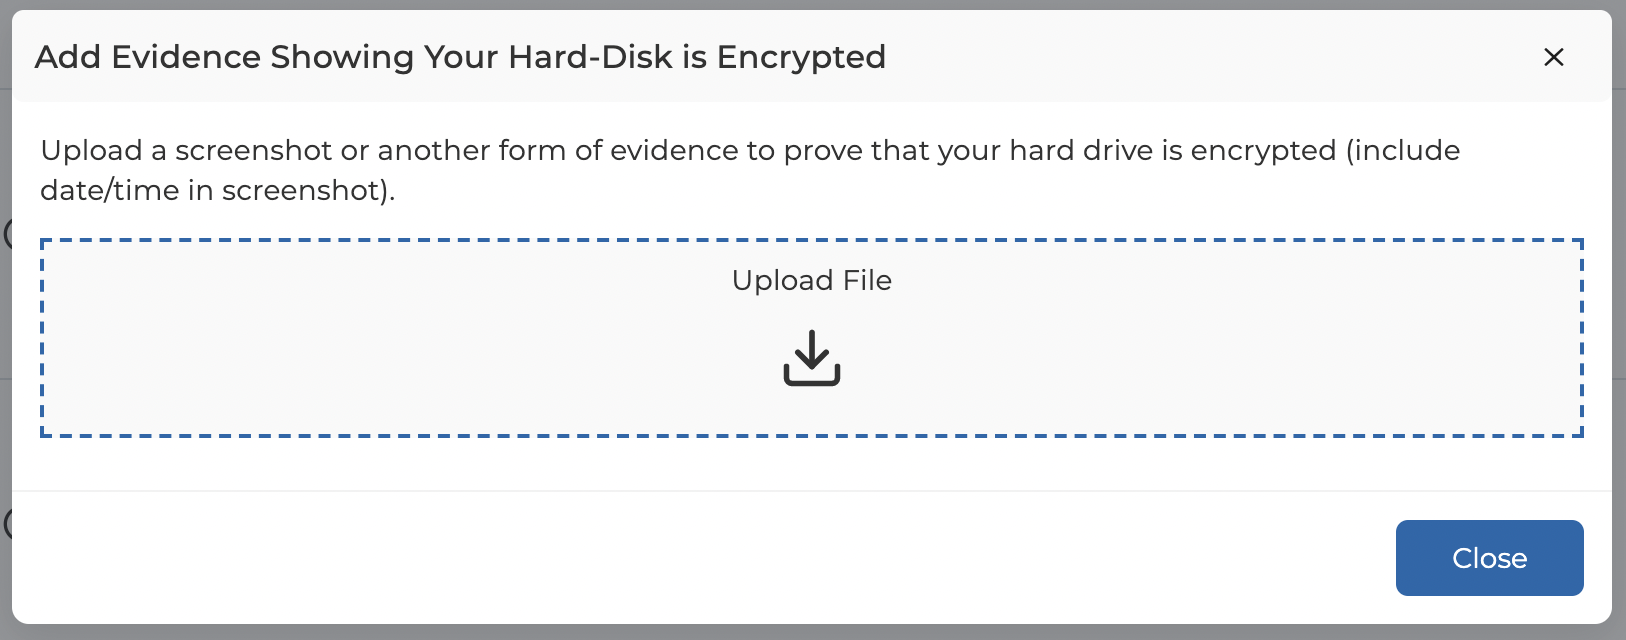 Add Evidence Showing Your Hard-Disk is Encrypted
Upload a screenshot or another form of evidence to prove that your hard drive is encrypted (include
date/time in screenshot).
Upload File
Close